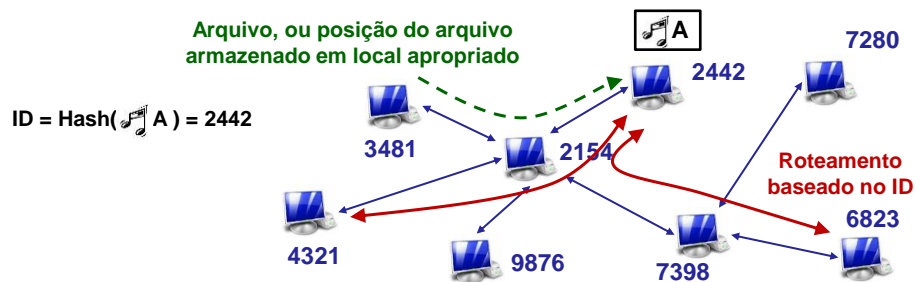 Arquivo, ou posição do arquivo
armazenado em local apropriado
A
7280
2442
ID = Hash( A ) = 2442
3481
2154
Roteamento
baseado no ID
6823
4321
9876
7398